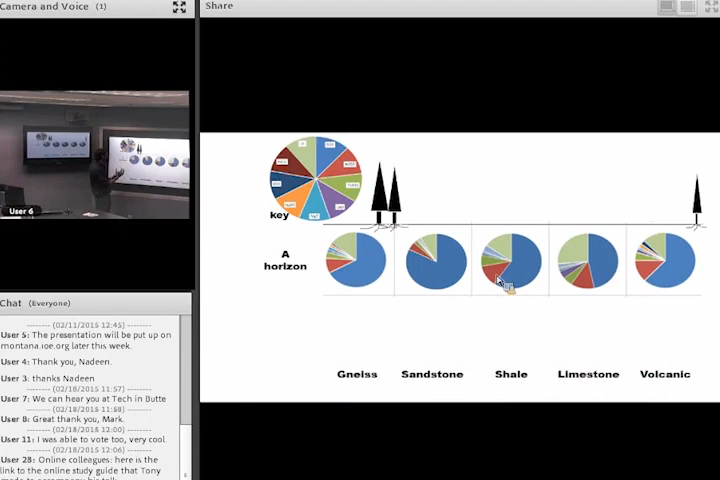 Camera and Voice (1)
Share
User 6
key
A
horizon
Gneiss Sandstone Shale Limestone Volcanic
Chat (Everyone)
-------- (02/11/2015 12:45) --------
User 5: The presentation will be put up on
montana.ioe.org later this week.
User 4: Thank you, Nadeen.
User 3: thanks Nadeen
-------- (02/18/2015 11:57) --------
User 7: We can hear you at Tech in Butte
-------- (02/18/2015 11:58) --------
User 8: Great thank you, Mark.
-------- (02/18/2015 12:00) --------
User 11: I was able to vote too, very cool.
-------- (02/18/2015 12:06) --------
User 28: Online colleagues: here is the
link to the online study guide that Tony